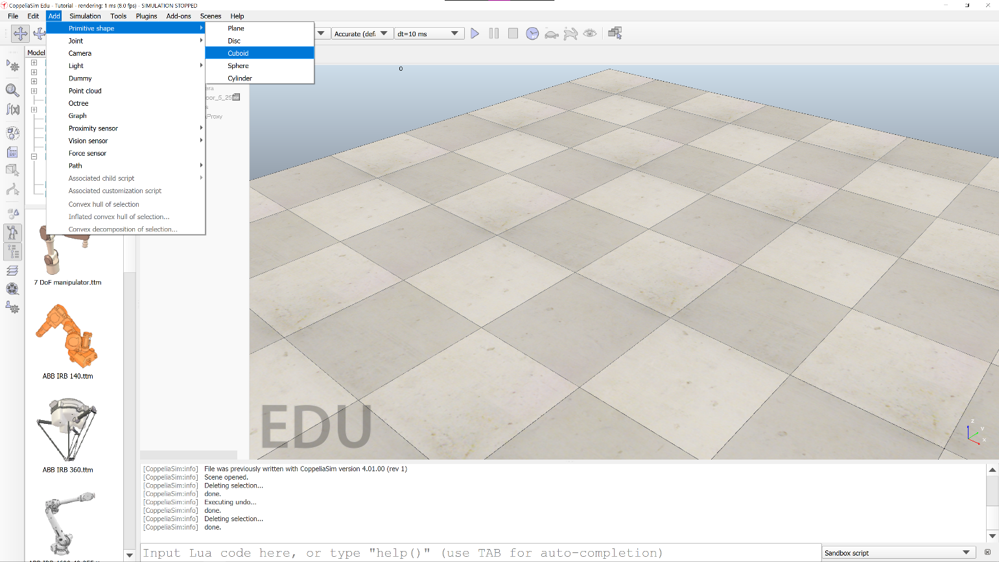 CoppeliaSim Edu - Tutorial - rendering: 1 ms (8.0 fps) - SIMULATION STOPPED
File Edit Add Simulation Tools Plugins Add-ons Scenes Help
Accurate (def. dt=10 ms
Model
Primitive shape
Joint
Camera
Light
Dummy
Point cloud
Octree
Graph
Proximity sensor
Vision sensor
Force sensor
Path
Associated child script
Associated customization script
Convex hull of selection
Inflated convex hull of selection...
Convex decomposition of selection...
Plane
Disc
Cuboid
Sphere
Cylinder
0
era
oor_5_25
s
Proxy
7 DoF manipulator.ttm
ABB IRB 140.ttm
ABB IRB 360.ttm
EDU
z
y
x
[CoppeliaSim:info] File was previously written with CoppeliaSim version 4.01.00 (rev 1)
[CoppeliaSim:info] Scene opened.
[CoppeliaSim:info] Deleting selection...
[CoppeliaSim:info] done.
[CoppeliaSim:info] Executing undo...
[CoppeliaSim:info] done.
[CoppeliaSim:info] Deleting selection...
[CoppeliaSim:info] done.
Input Lua code here, or type "help()" (use TAB for auto-completion)
Sandbox script